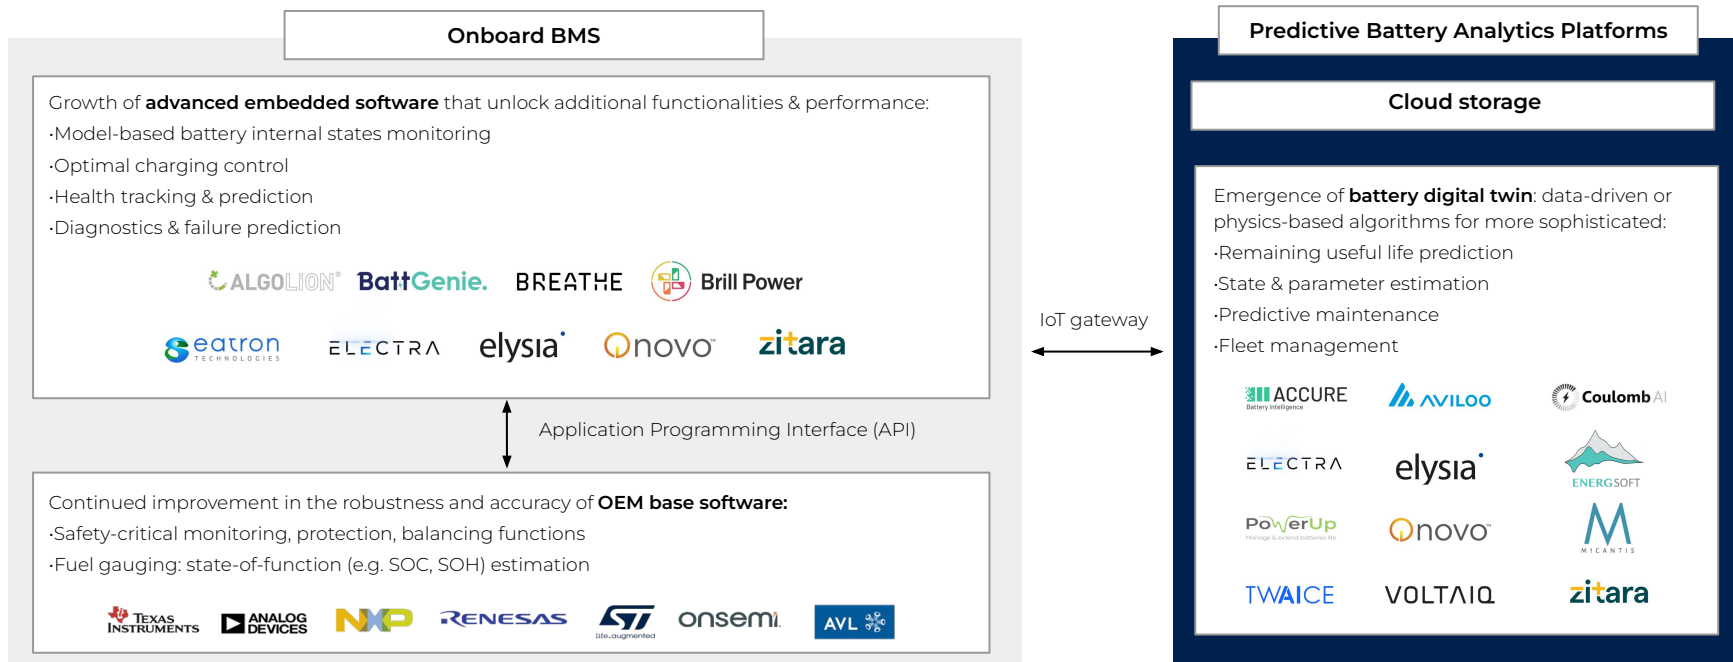 Onboard BMS
Growth of advanced embedded software that unlock additional functionalities & performance:
·Model-based battery internal states monitoring
·Optimal charging control
·Health tracking & prediction
·Diagnostics & failure prediction
ALGOLiON®
BattGenie.
BREATHE
Brill Power
eatron
TECHNOLOGIES
ELECTRA
elysia
Qnovo™
zitara
Application Programming Interface (API)
Continued improvement in the robustness and accuracy of OEM base software:
·Safety-critical monitoring, protection, balancing functions
·Fuel gauging: state-of-function (e.g. SOC, SOH) estimation
TEXAS
INSTRUMENTS
ANALOG
DEVICES
NXP
RENESAS
ST
life.augmented
onsemi
AVL
IoT gateway
Predictive Battery Analytics Platforms
Cloud storage
Emergence of battery digital twin: data-driven or
physics-based algorithms for more sophisticated:
·Remaining useful life prediction
·State & parameter estimation
·Predictive maintenance
·Fleet management
ACCURE
Battery Intelligence
AVILOO
Coulomb AI
ELECTRA
elysia
ENERGSOFT
PowerUp
Manage & extend batteries life
Qnovo™
M
MICANTIS
TWAICE
VOLTAIQ
zitara